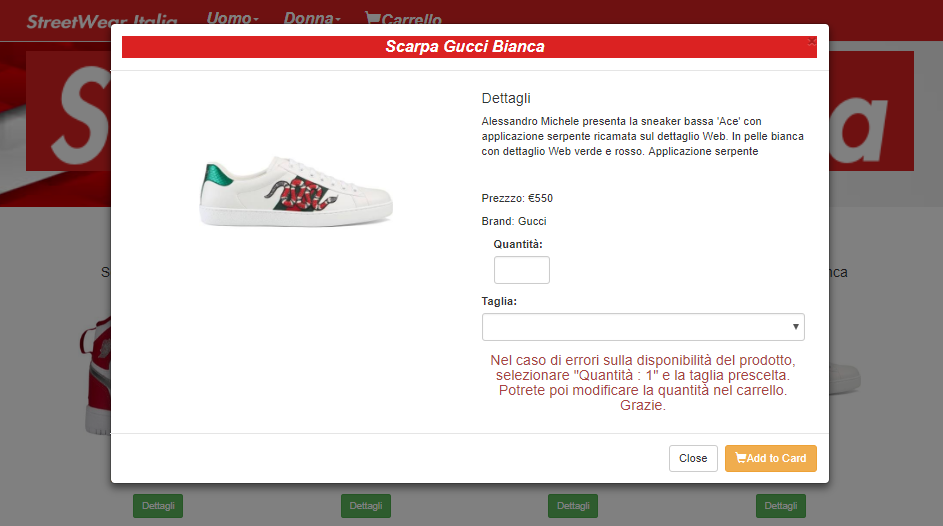 StreetWear Italia Uomo Donna Carrello
Scarpa Gucci Bianca
×
Dettagli
Alessandro Michele presenta la sneaker bassa 'Ace' con
applicazione serpente ricamata sul dettaglio Web. In pelle bianca
con dettaglio Web verde e rosso. Applicazione serpente
Prezzzo: €550
Brand: Gucci
Quantità:
Taglia:
Nel caso di errori sulla disponibilità del prodotto,
selezionare "Quantità : 1" e la taglia prescelta.
Potrete poi modificare la quantità nel carrello.
Grazie.
Close Add to Card
Dettagli Dettagli Dettagli Dettagli